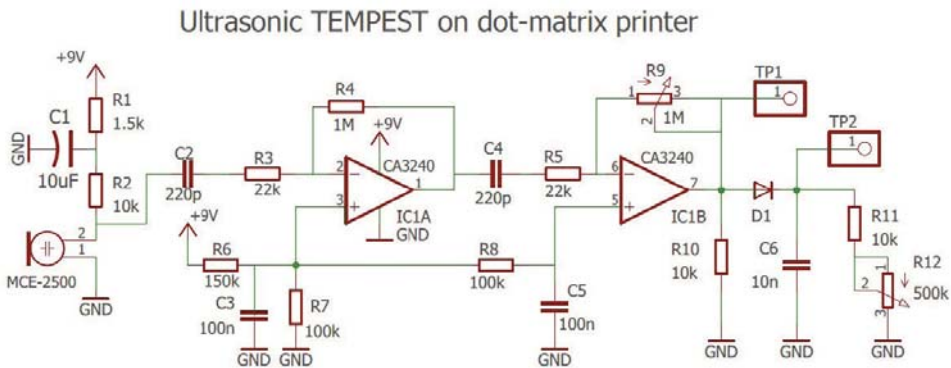 Ultrasonic TEMPEST on dot-matrix printer
+9V
R1
1.5k
C1
GND
10uF
R2
10k
2
1
MCE-2500
GND
C2
220p
R3
22k
R4
1M
+9V
CA3240
2
3
1
IC1A
GND
+9V
R6
150k
C3
100n
GND
R7
100k
GND
R8
100k
C4
220p
R5
22k
C5
100n
GND
R9
1
3
2
1M
CA3240
6
5
7
IC1B
R10
10k
GND
TP1
1
D1
TP2
1
C6
10n
GND
R11
10k
R12
1
2
3
500k
GND